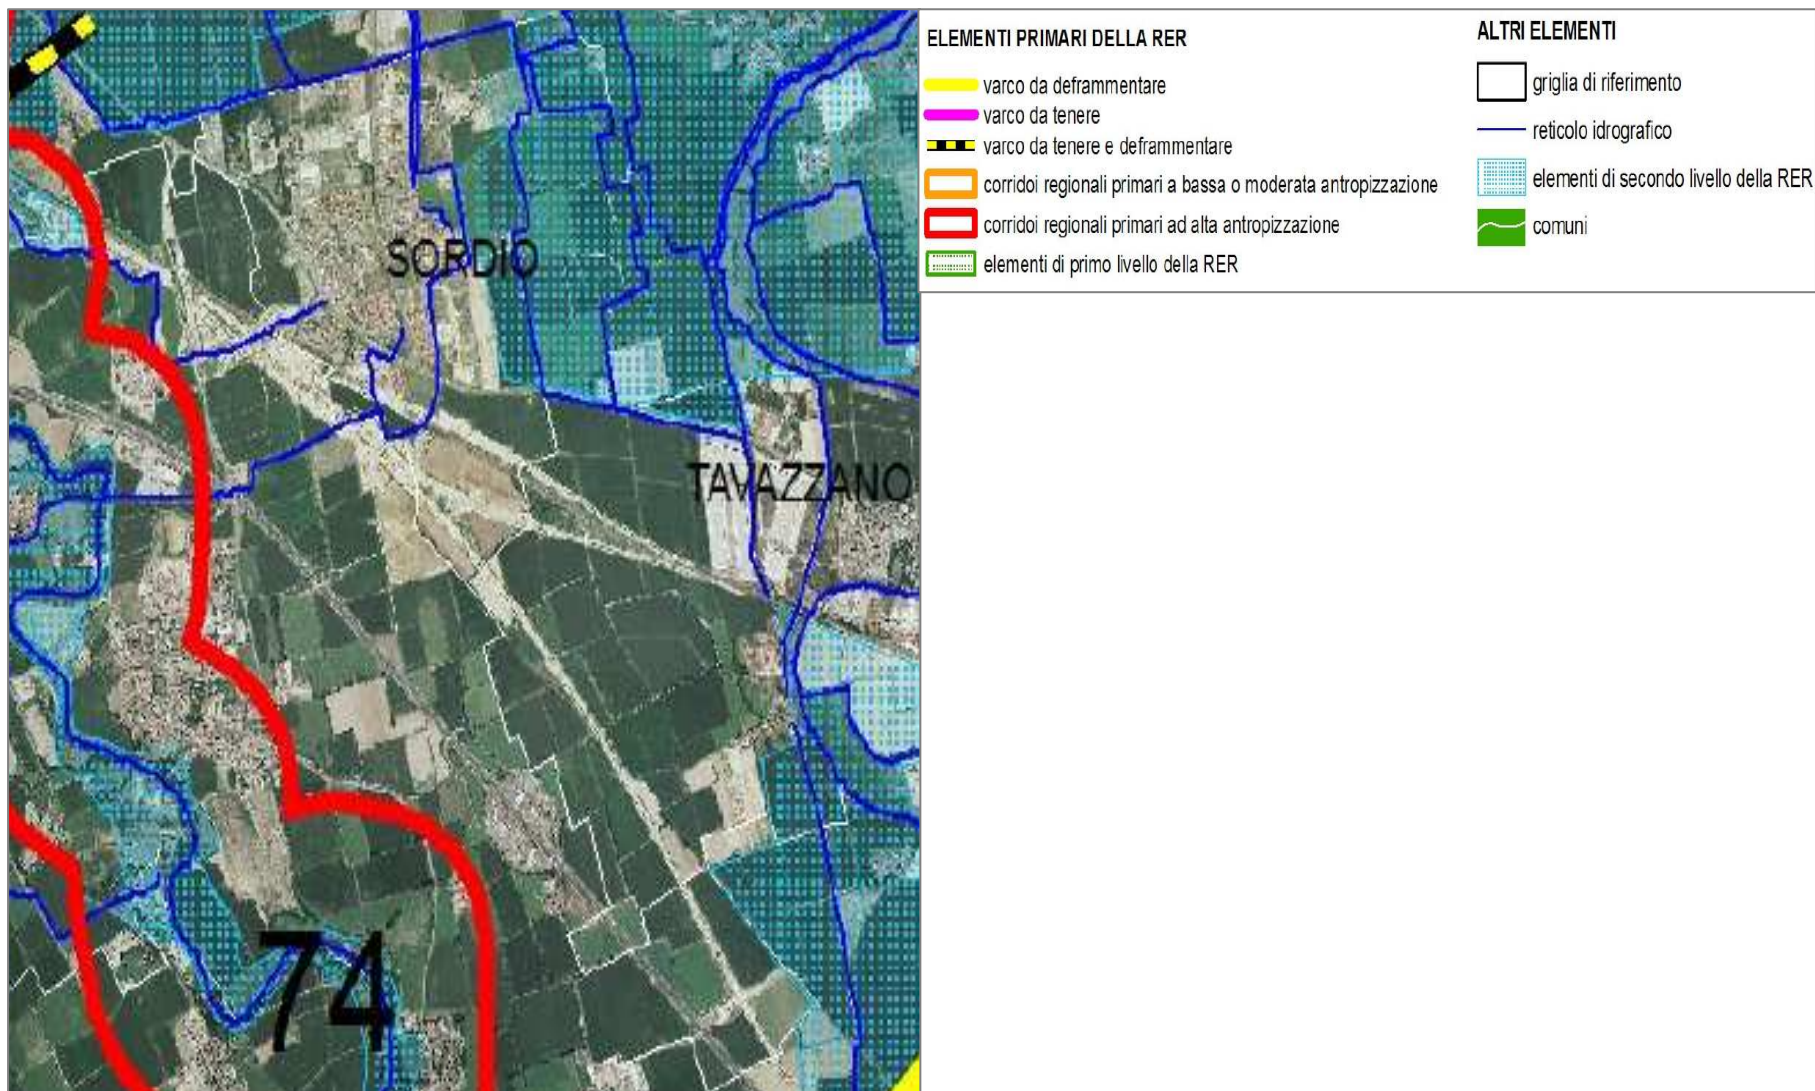 SORDIO
TAVAZZANO
74
ELEMENTI PRIMARI DELLA RER
varco da deframmentare
varco da tenere
varco da tenere e deframmentare
corridoi regionali primari a bassa o moderata antropizzazione
corridoi regionali primari ad alta antropizzazione
elementi di primo livello della RER
ALTRI ELEMENTI
griglia di riferimento
reticolo idrografico
elementi di secondo livello della RER
comuni